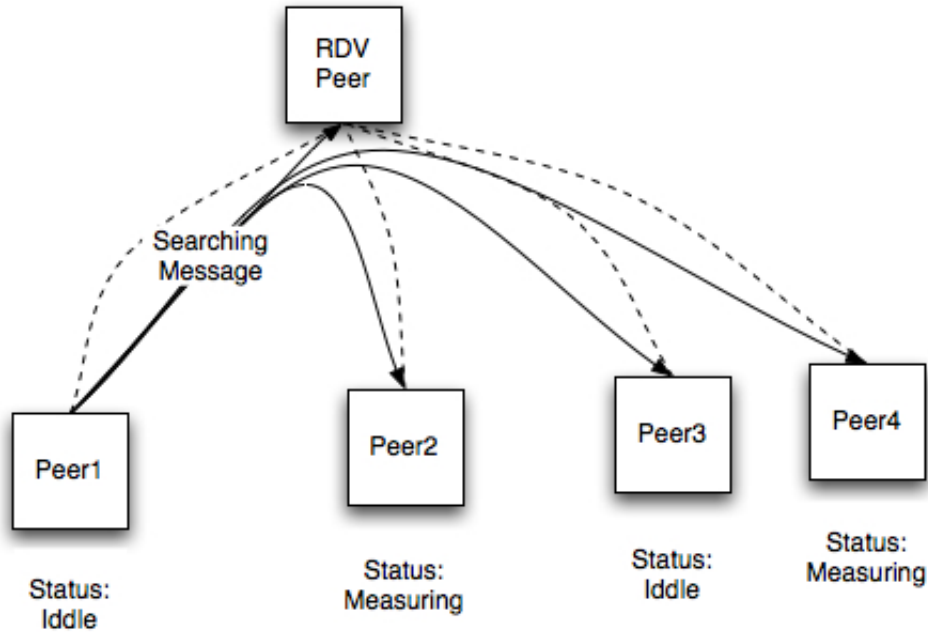 RDV
Peer
Searching
Message
Peer1
Peer2
Peer3
Peer4
Status:
Iddle
Status:
Measuring
Status:
Iddle
Status:
Measuring